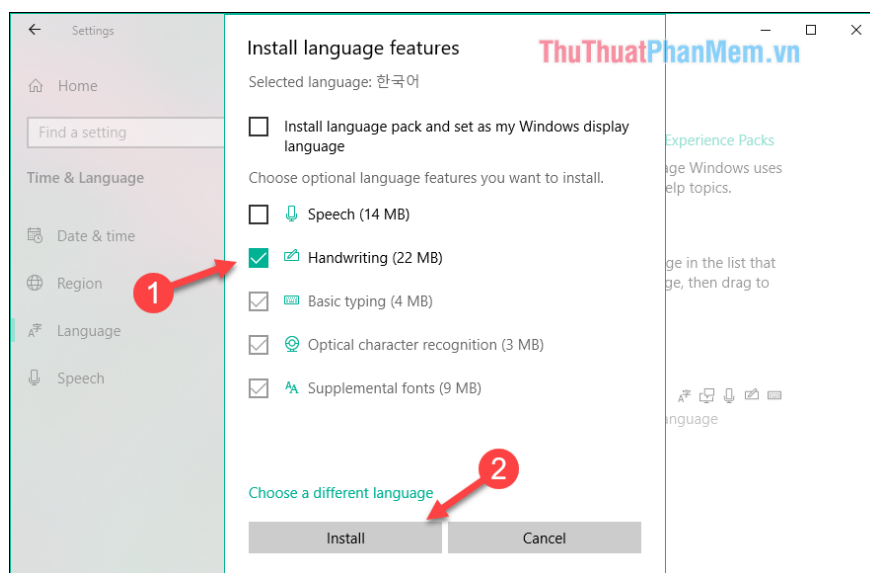 Settings
Install language features
ThuThuatPhanMem.vn
Home
Selected language: 한국어
Find a setting
Install language pack and set as my Windows display
language
Experience Packs
Time & Language
Choose optional language features you want to install.
age Windows uses
elp topics.
Speech (14 MB)
Date & time
Handwriting (22 MB)
ge in the list that
ge, then drag to
Region
1
Basic typing (4 MB)
Language
Optical character recognition (3 MB)
Speech
Supplemental fonts (9 MB)
anguage
2
Choose a different language
Install
Cancel